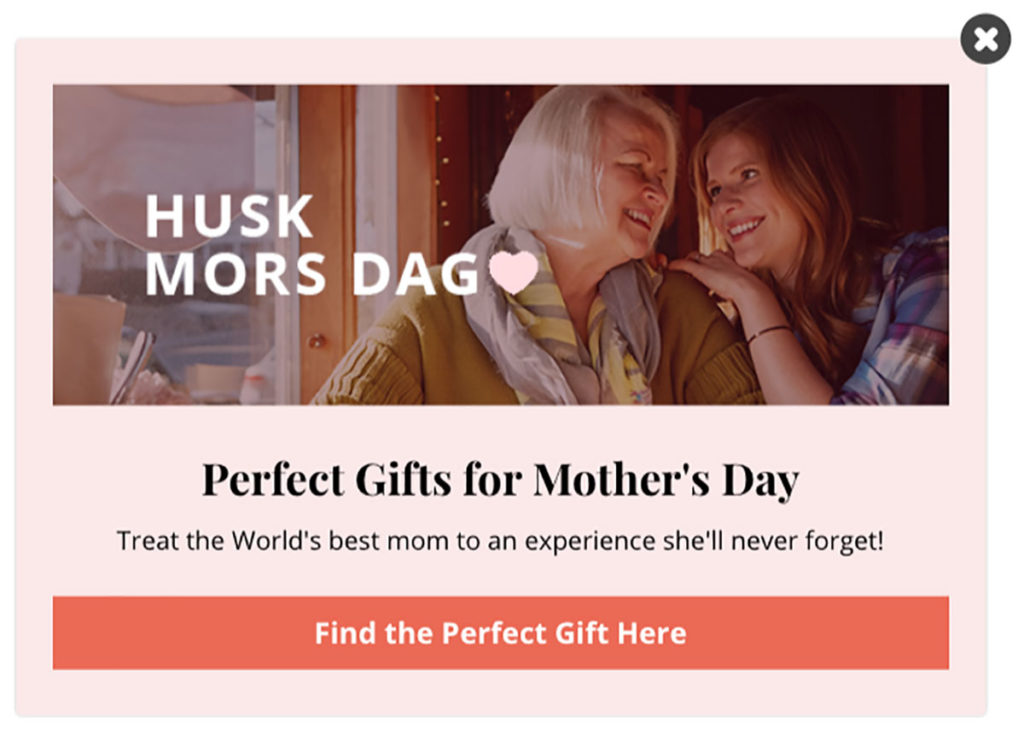 HUSK
MORS DAG
Perfect Gifts for Mother's Day
Treat the World's best mom to an experience she'll never forget!
Find the Perfect Gift Here